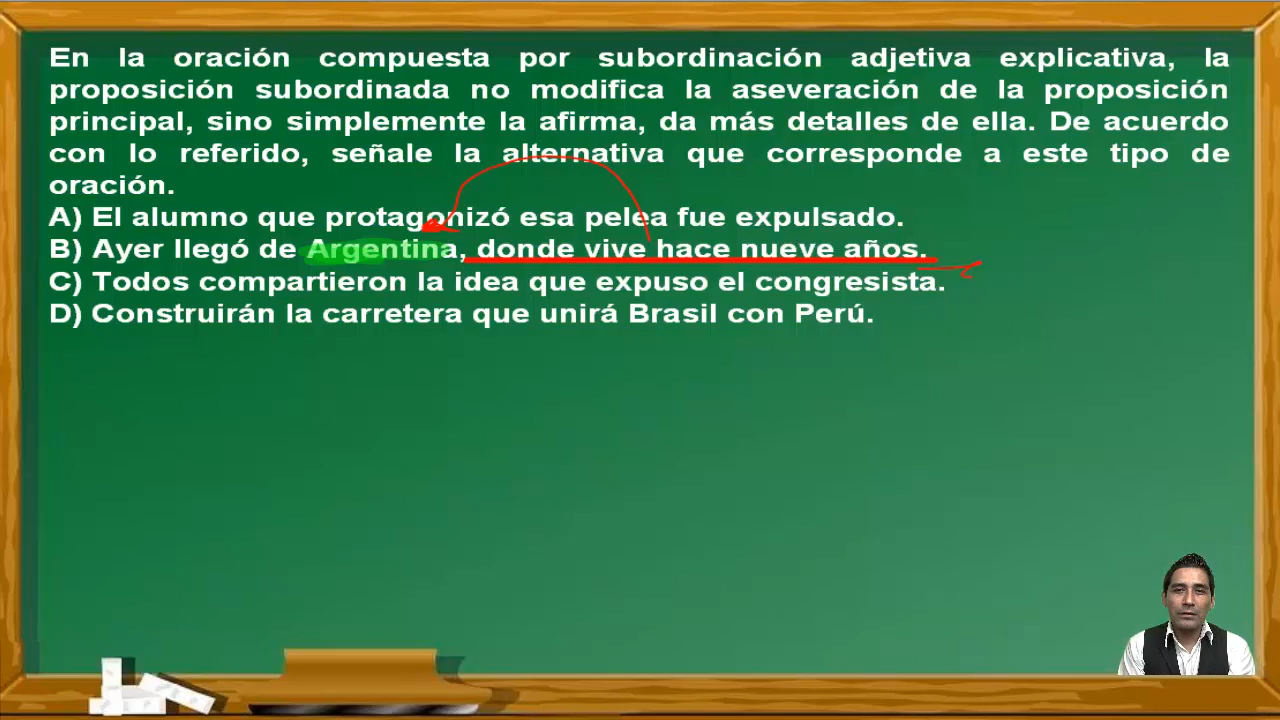 En la oración compuesta por subordinación adjetiva explicativa, la
proposición subordinada no modifica la aseveración de la proposición
principal, sino simplemente la afirma, da más detalles de ella. De acuerdo
con lo referido, señale la alternativa que corresponde a este tipo de
oración.
A) El alumno que protagonizó esa pelea fue expulsado.
B) Ayer llegó de Argentina, donde vive hace nueve años.
C) Todos compartieron la idea que expuso el congresista.
D) Construirán la carretera que unirá Brasil con Perú.